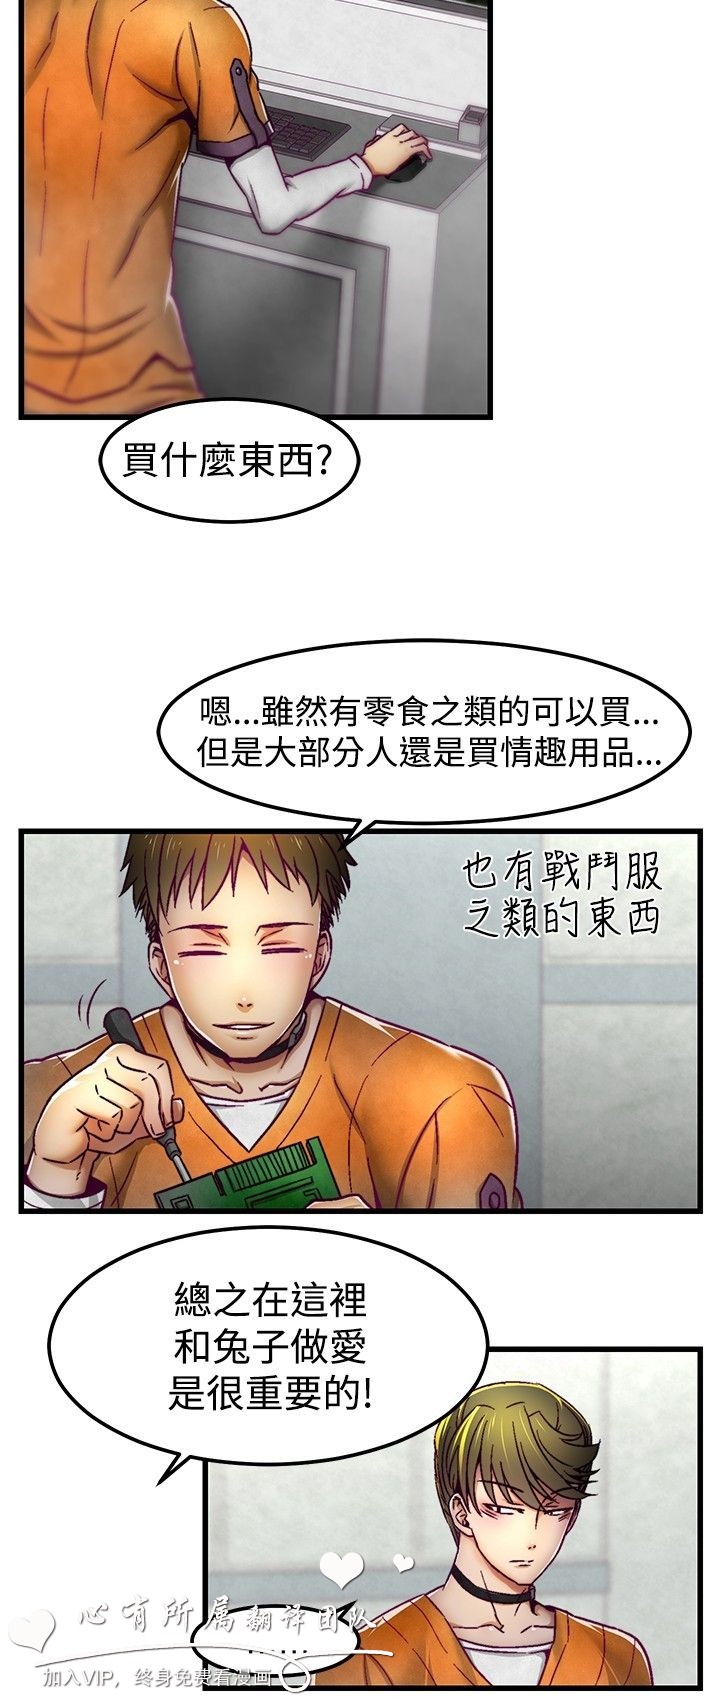 買什麼東西?
嗯...雖然有零食之類的可以買...
但是大部分人還是買情趣用品...
也有戰鬥服
之類的東西
總之在這裡
和兔子做愛
是很重要的!
......
心有所属翻译团队
加入VIP，终身免费看漫画